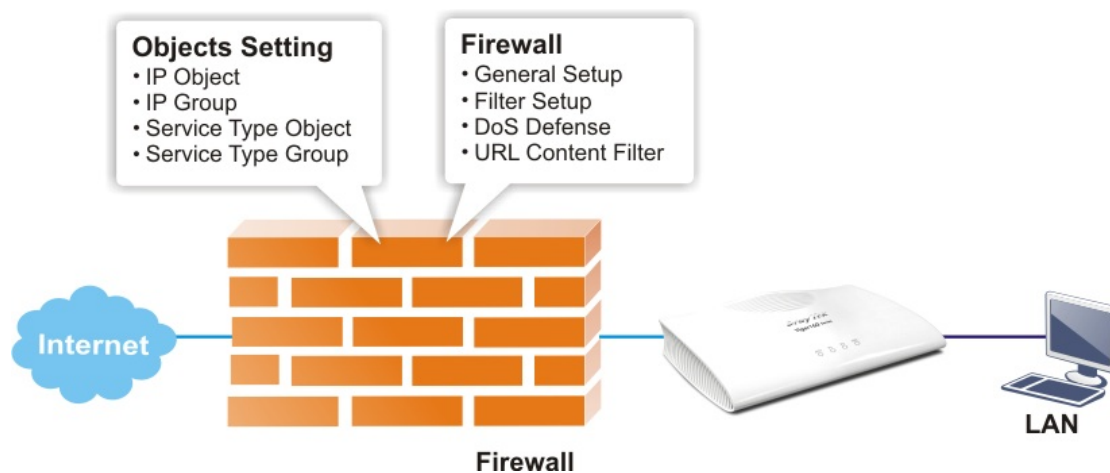 Objects Setting
• IP Object
• IP Group
• Service Type Object
• Service Type Group
Firewall
• General Setup
• Filter Setup
• DoS Defense
• URL Content Filter
Internet
DrayTek
LAN
Firewall